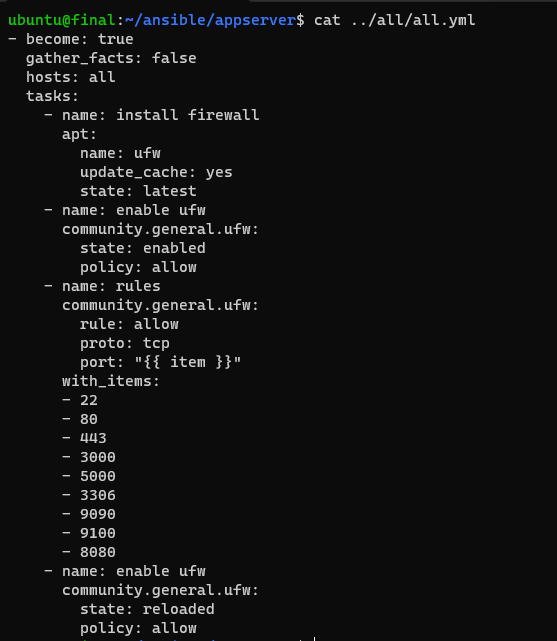 ubuntu@final:~/ansible/appserver$ cat ../all/all.yml
- become: true
  gather_facts: false
  hosts: all
  tasks:
    - name: install firewall
      apt:
        name: ufw
        update_cache: yes
        state: latest
    - name: enable ufw
      community.general.ufw:
        state: enabled
        policy: allow
    - name: rules
      community.general.ufw:
        rule: allow
        proto: tcp
        port: "{{ item }}"
      with_items:
      - 22
      - 80
      - 443
      - 3000
      - 5000
      - 3306
      - 9090
      - 9100
      - 8080
    - name: enable ufw
      community.general.ufw:
        state: reloaded
        policy: allow